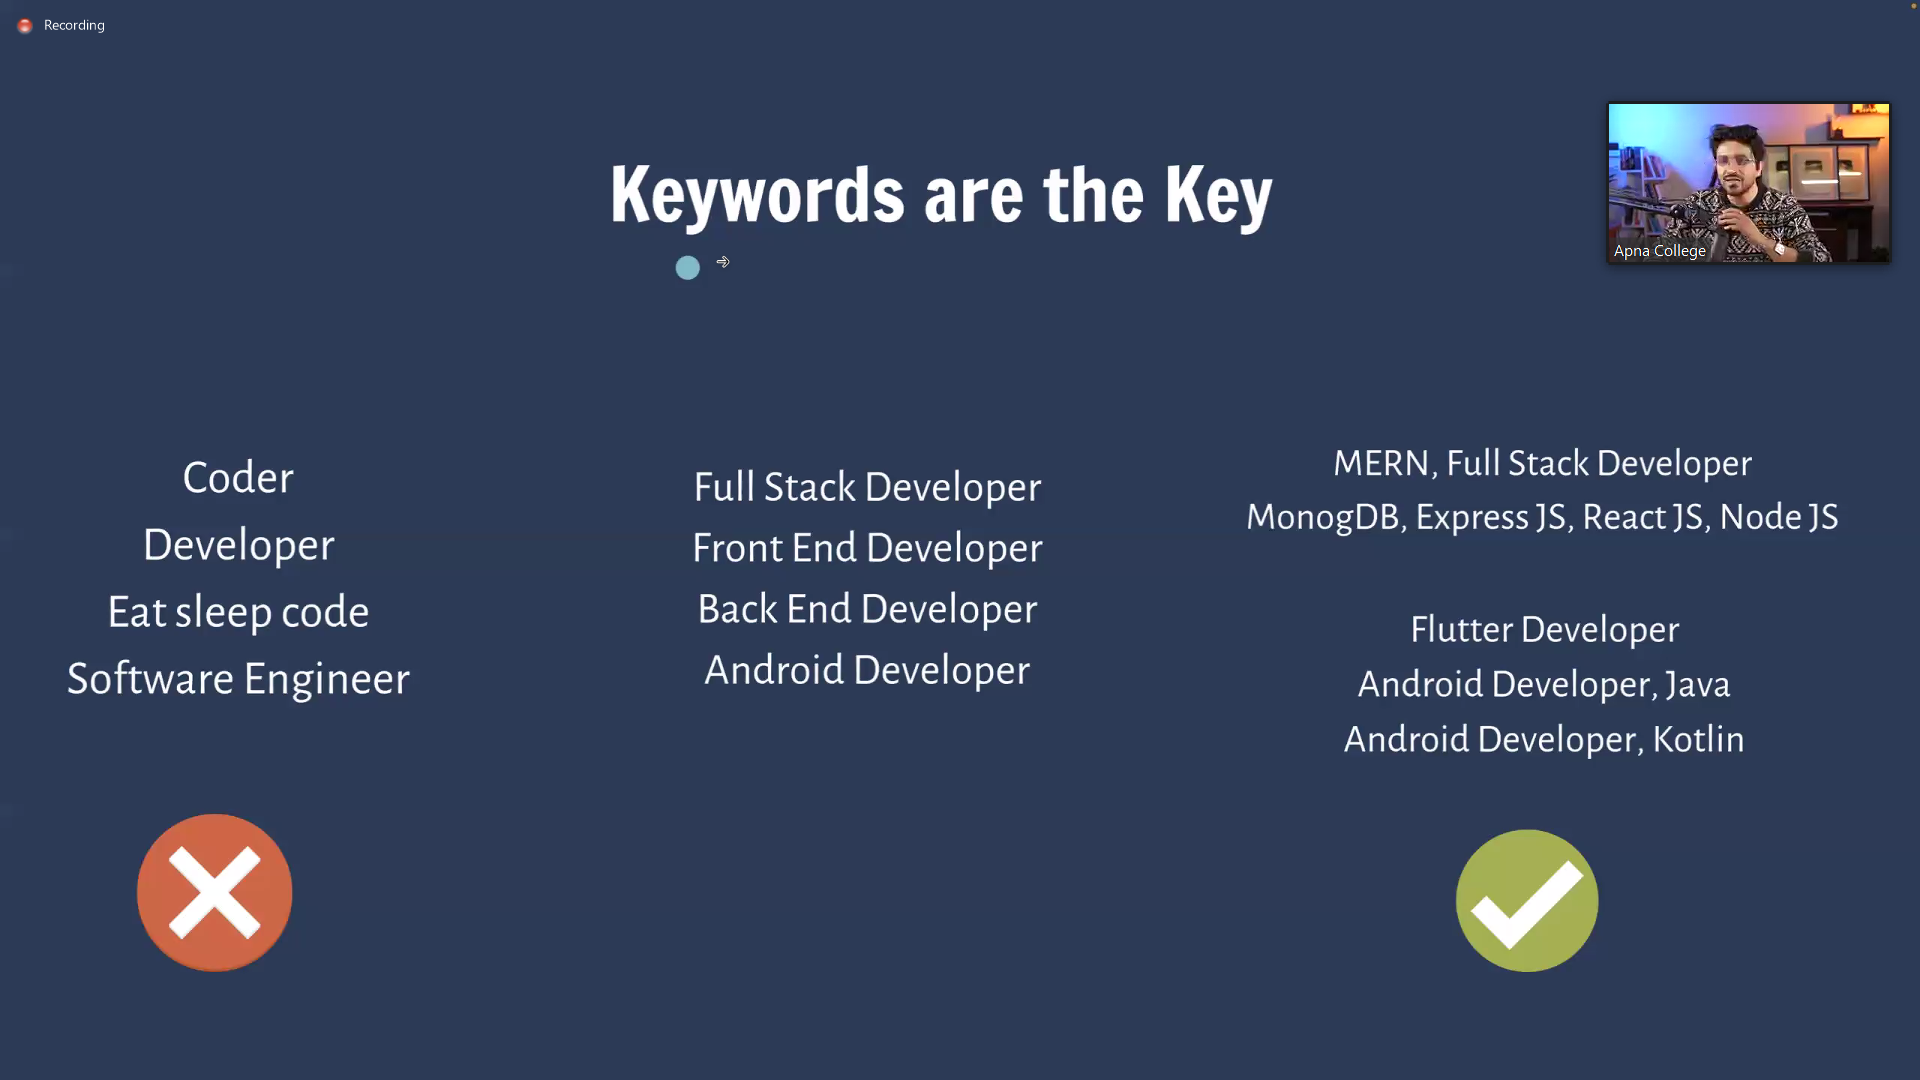 Recording
Keywords are the Key
Apna College
Coder
Developer
Eat sleep code
Software Engineer
Full Stack Developer
Front End Developer
Back End Developer
Android Developer
MERN, Full Stack Developer
MonogDB, Express JS, React JS, Node JS
Flutter Developer
Android Developer, Java
Android Developer, Kotlin